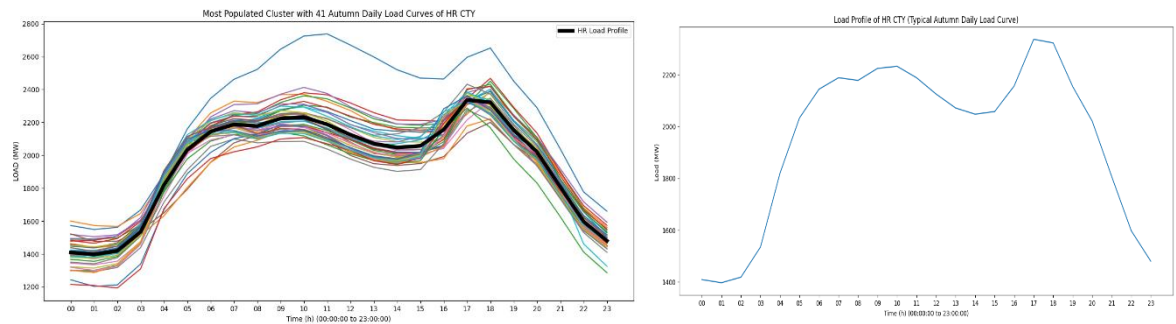 Most Populated Cluster with 41 Autumn Daily Load Curves of HR CTY
HR Load Profile
LOAD (MW)
2800
2600
2400
2200
2000
1800
1600
1400
1200
00 01 02 03 04 05 06 07 08 09 10 11 12 13 14 15 16 17 18 19 20 21 22 23
Time (h) (00:00:00 to 23:00:00)
Load Profile of HR CTY (Typical Autumn Daily Load Curve)
Load (MW)
2200
2000
1800
1600
1400
00 01 02 03 04 05 06 07 08 09 10 11 12 13 14 15 16 17 18 19 20 21 22 23
Time (h) (00:00:00 to 23:00:00)